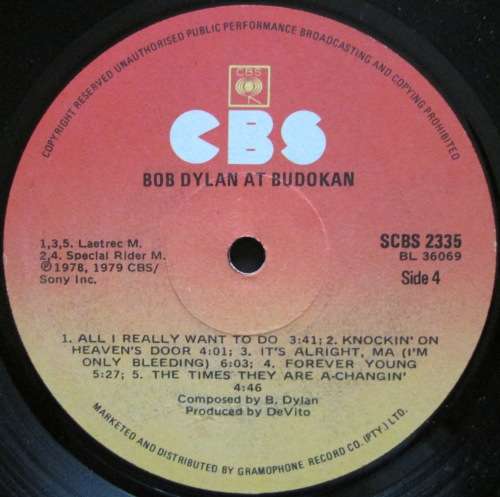 COPYRIGHT RESERVED UNAUTHORISED PUBLIC PERFORMANCE BROADCASTING AND COPYING PROHIBITED
CBS
CBS
BOB DYLAN AT BUDOKAN
1,3,5. Laetrec M.
2,4. Special Rider M.
℗1978, 1979 CBS/
Sony Inc.
SCBS 2335
BL 36069
Side 4
1. ALL I REALLY WANT TO DO 3:41; 2. KNOCKIN' ON
HEAVEN'S DOOR 4:01; 3. IT'S ALRIGHT, MA (I'M
ONLY BLEEDING) 6:03; 4. FOREVER YOUNG
5:27; 5. THE TIMES THEY ARE A-CHANGIN'
4:46
Composed by B. Dylan
Produced by DeVito
MARKETED AND DISTRIBUTED BY GRAMOPHONE RECORD CO. (PTY.) LTD.